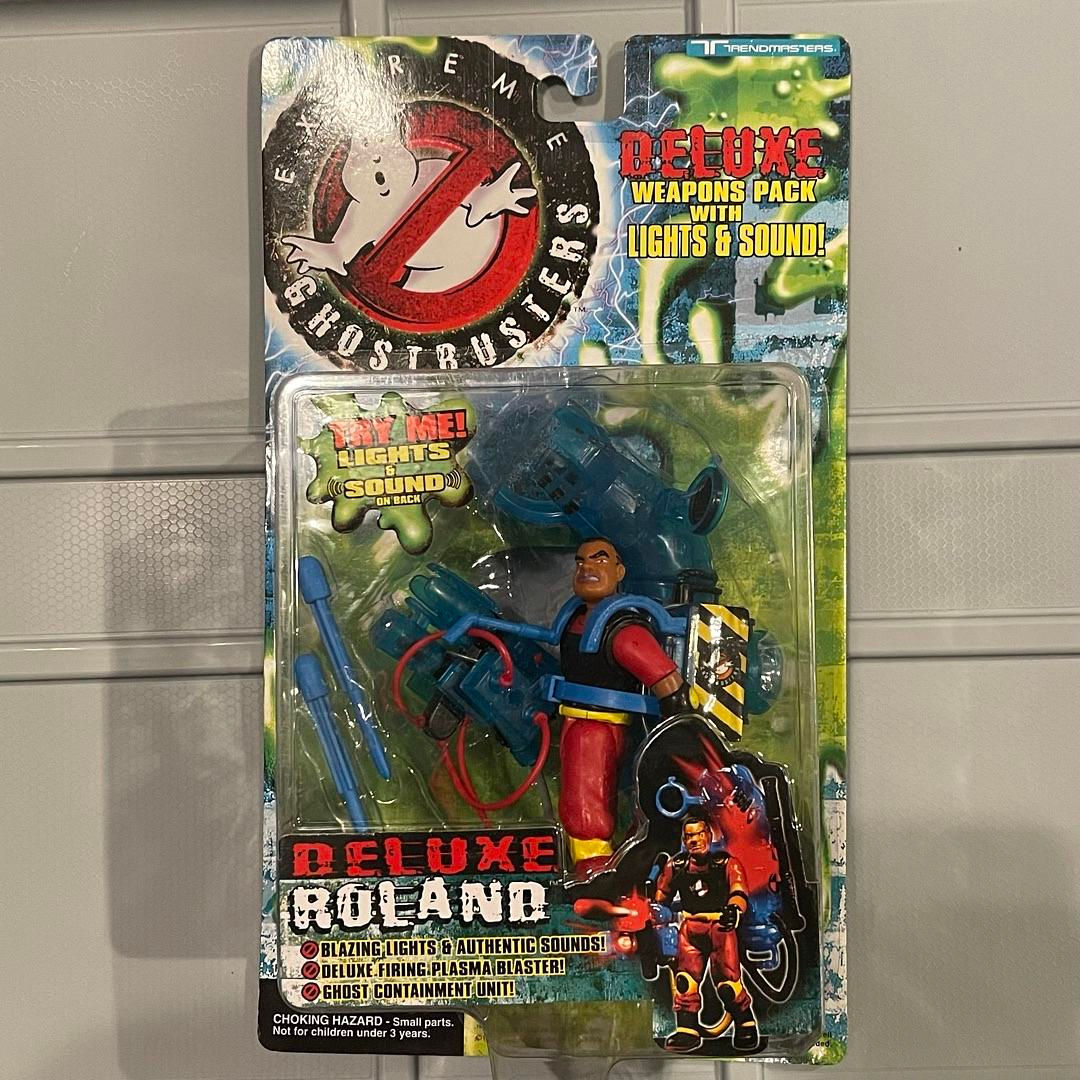 TRENDMASTERS
EXTREME
GHOSTBUSTERS
TM
DELUXE
WEAPONS PACK
WITH
LIGHTS & SOUND!
TRY ME!
LIGHTS
&
SOUND
ON BACK
DELUXE
ROLAND
BLAZING LIGHTS & AUTHENTIC SOUNDS!
DELUXE FIRING PLASMA BLASTER!
GHOST CONTAINMENT UNIT!
CHOKING HAZARD - Small parts.
Not for children under 3 years.